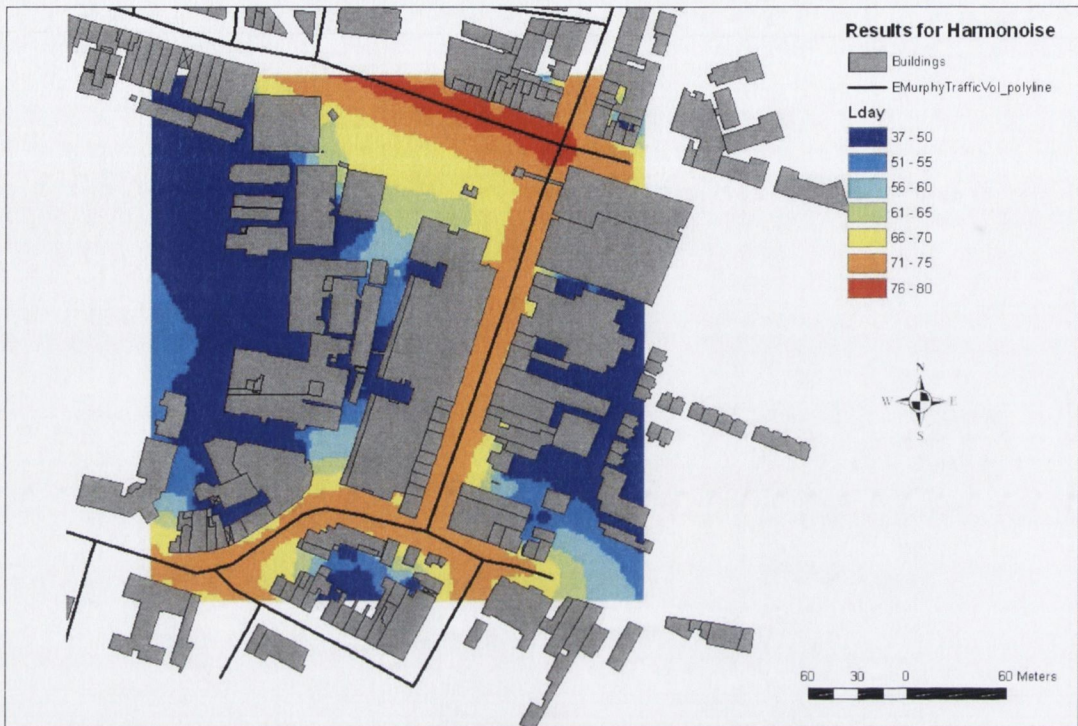 Results for Harmonoise
Buildings
EMurphyTrafficVol_polyline
Lday
37 - 50
51 - 55
56 - 60
61 - 65
66 - 70
71 - 75
76 - 80
N
W E
S
60 30 0 60 Meters